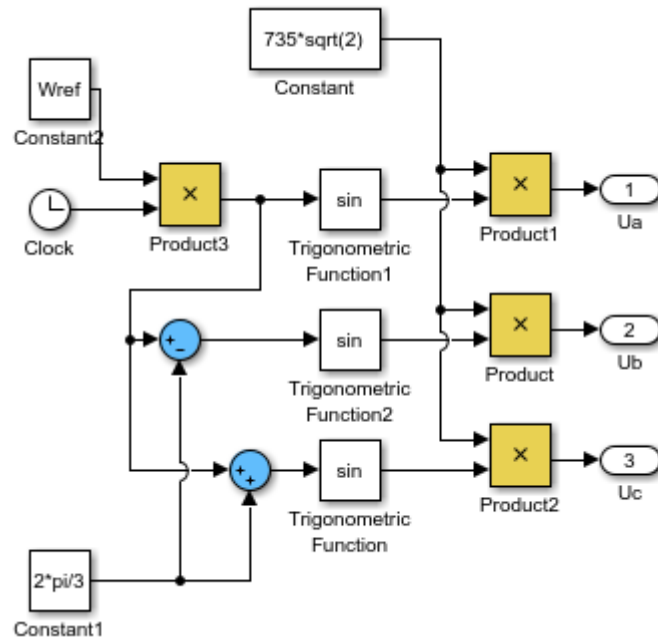 735*sqrt(2)
Constant
Wref
Constant2
×
Product3
Clock
sin
Trigonometric
Function1
×
Product1
1
Ua
+
−
sin
Trigonometric
Function2
×
Product
2
Ub
+
+
sin
Trigonometric
Function
×
Product2
3
Uc
2*pi/3
Constant1